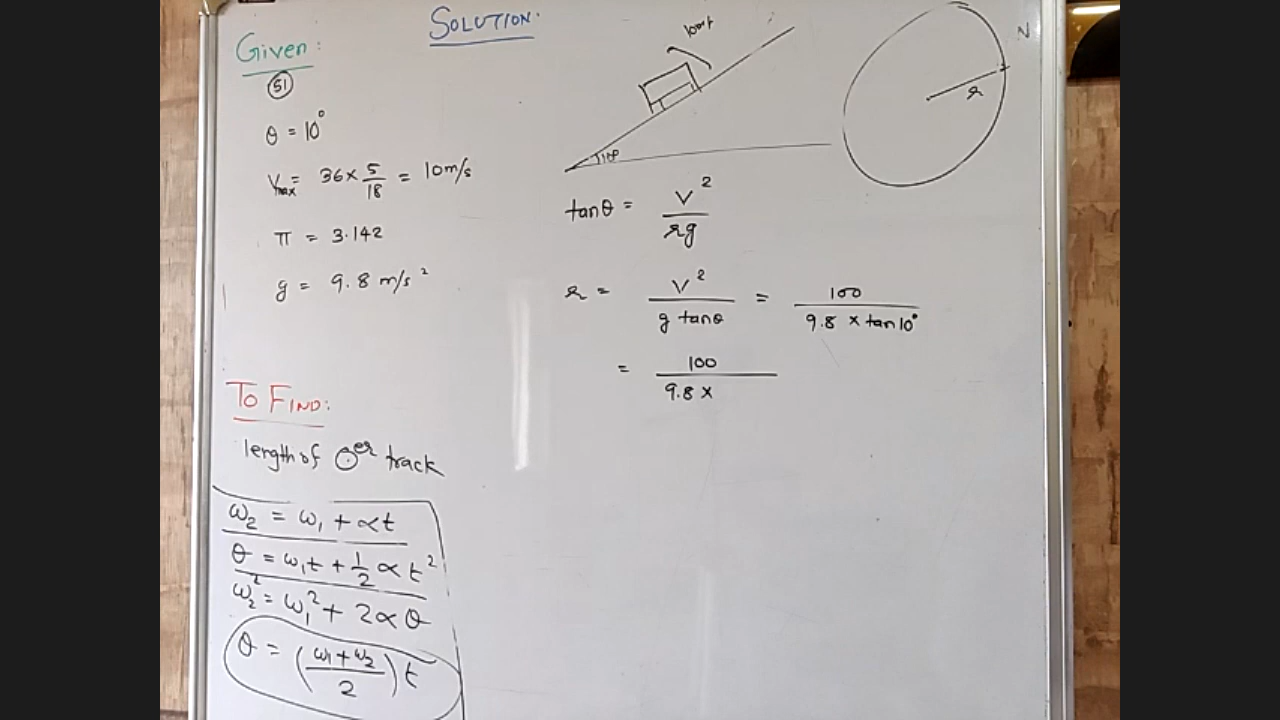 SOLUTION.
Given:
51
θ = 10°
Vmax = 36 × 5/18 = 10 m/s
π = 3.142
g = 9.8 m/s²
TO FIND:
length of Oer track
ω₂ = ω₁ + αt
θ = ω₁t + 1/2 αt²
ω₂² = ω₁² + 2αθ
θ = (ω₁+ω₂/2)t
10°
r
N
tanθ = V²/rg
r = V²/g tanθ = 100/9.8 × tan10°
= 100/9.8 ×